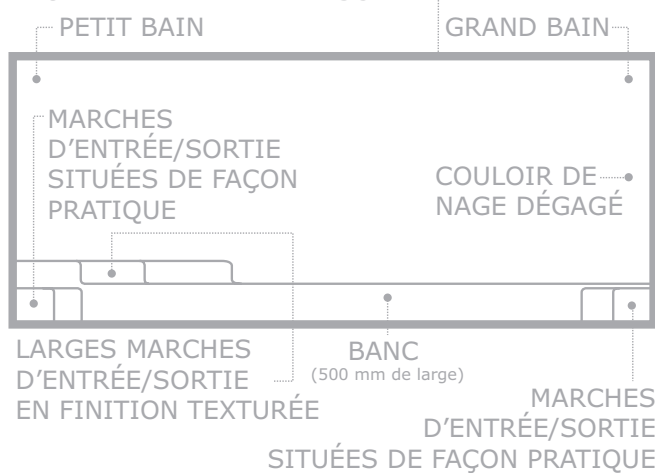 PETIT BAIN
GRAND BAIN
MARCHES
D’ENTRÉE/SORTIE
SITUÉES DE FAÇON
PRATIQUE
COULOIR DE
NAGE DÉGAGÉ
LARGES MARCHES
D’ENTRÉE/SORTIE
EN FINITION TEXTURÉE
BANC
(500 mm de large)
MARCHES
D’ENTRÉE/SORTIE
SITUÉES DE FAÇON PRATIQUE